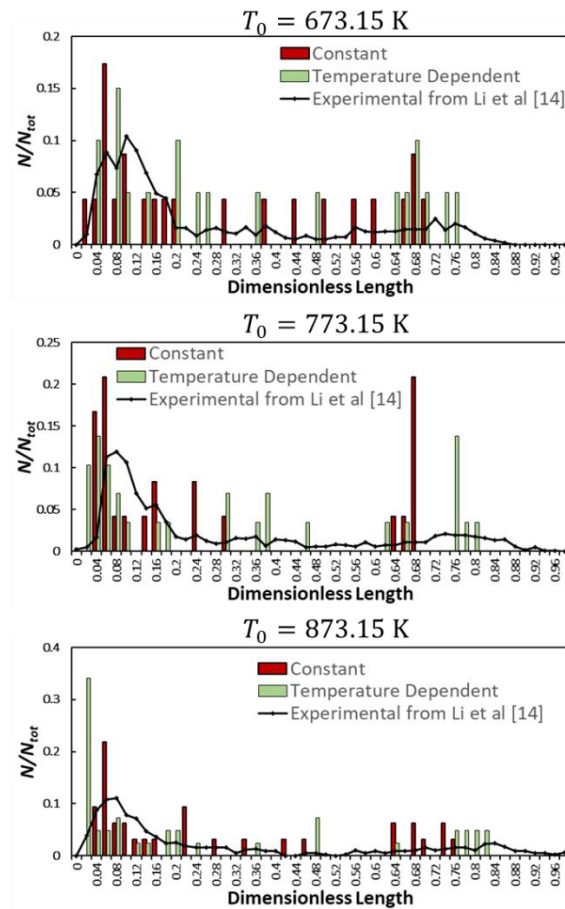 T₀ = 673.15 K
0.2
0.15
0.1
0.05
0
N/Nₜₒₜ
Constant
Temperature Dependent
Experimental from Li et al [14]
0 0.04 0.08 0.12 0.16 0.2 0.24 0.28 0.32 0.36 0.4 0.44 0.48 0.52 0.56 0.6 0.64 0.68 0.72 0.76 0.8 0.84 0.88 0.92 0.96
Dimensionless Length
T₀ = 773.15 K
0.25
0.2
0.15
0.1
0.05
0
N/Nₜₒₜ
Constant
Temperature Dependent
Experimental from Li et al [14]
0 0.04 0.08 0.12 0.16 0.2 0.24 0.28 0.32 0.36 0.4 0.44 0.48 0.52 0.56 0.6 0.64 0.68 0.72 0.76 0.8 0.84 0.88 0.92 0.96
Dimensionless Length
T₀ = 873.15 K
0.4
0.3
0.2
0.1
0
N/Nₜₒₜ
Constant
Temperature Dependent
Experimental from Li et al [14]
0 0.04 0.08 0.12 0.16 0.2 0.24 0.28 0.32 0.36 0.4 0.44 0.48 0.52 0.56 0.6 0.64 0.68 0.72 0.76 0.8 0.84 0.88 0.92 0.96
Dimensionless Length